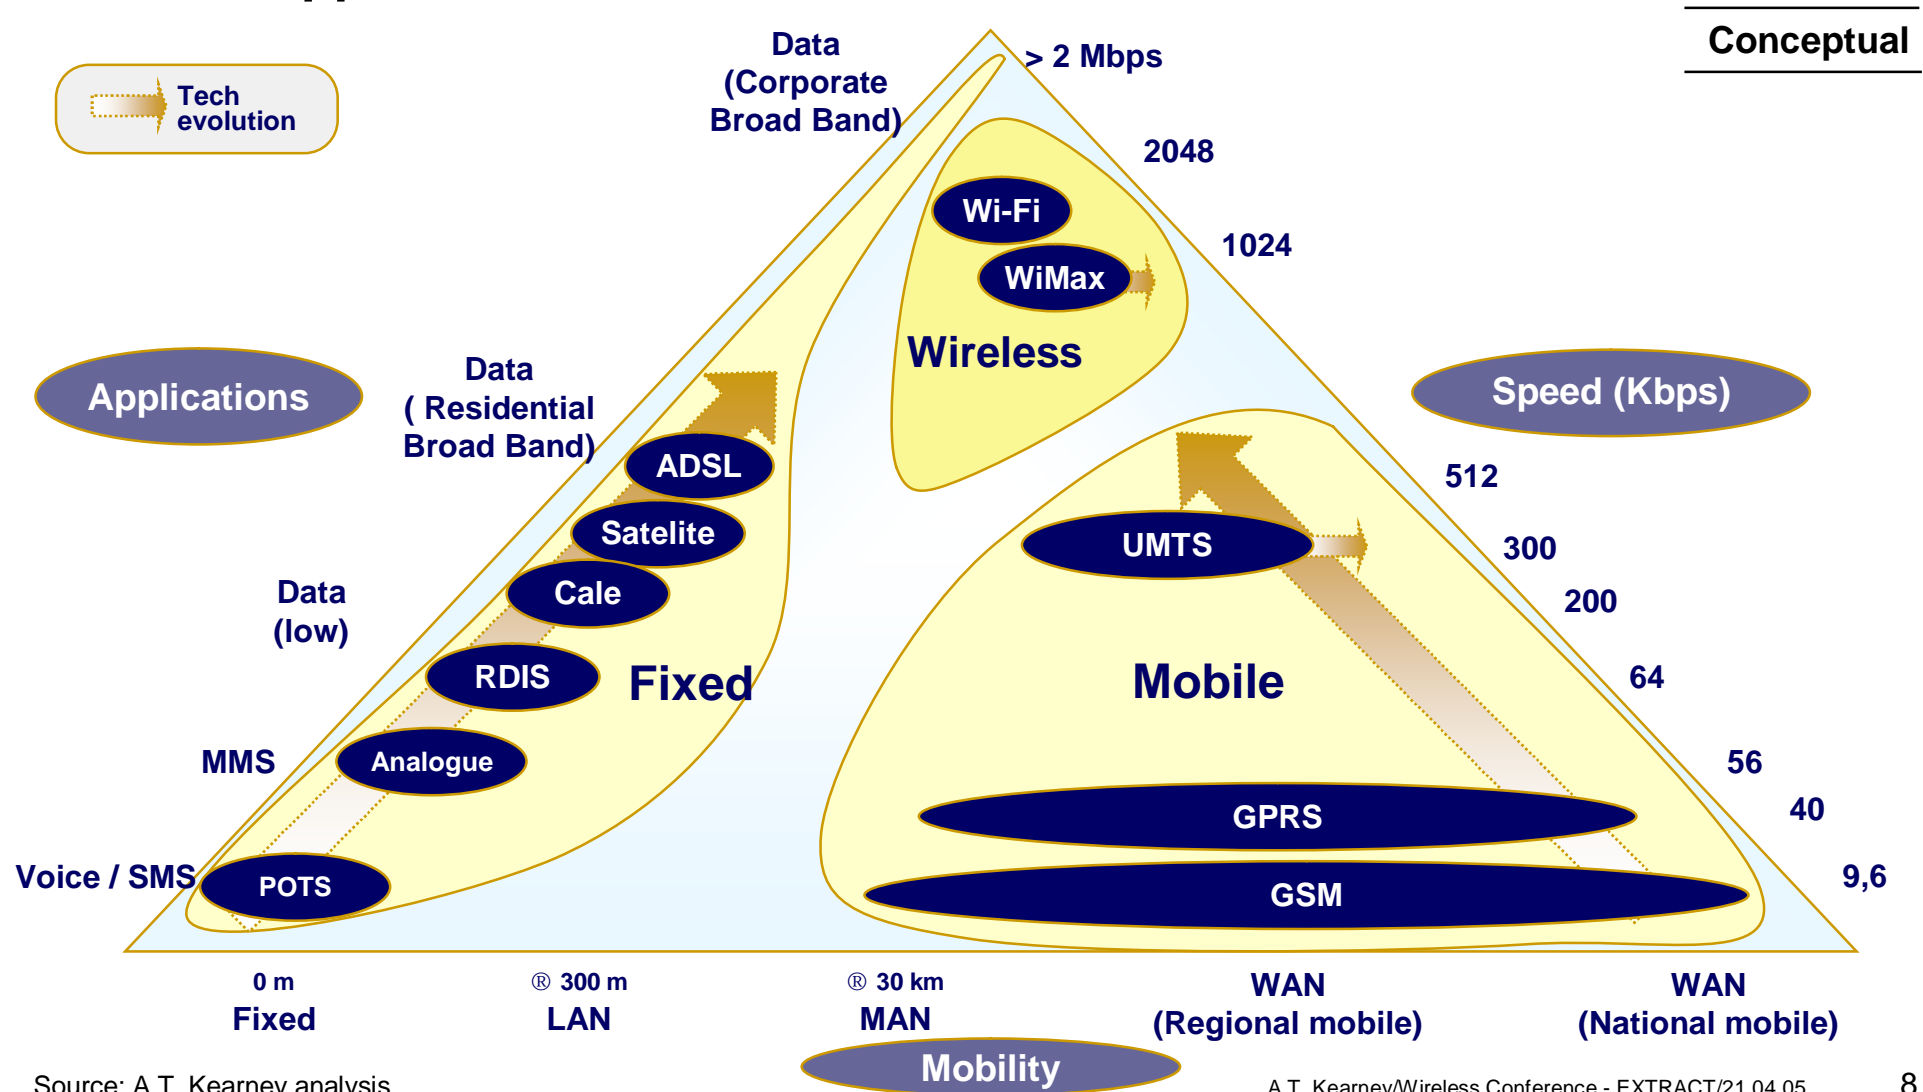 Conceptual
Tech
evolution
Data
(Corporate
Broad Band)
> 2 Mbps
2048
1024
Wi-Fi
WiMax
Wireless
Applications
Data
( Residential
Broad Band)
Speed (Kbps)
ADSL
512
Satelite
UMTS
300
Cale
200
Data
(low)
RDIS
Fixed
Mobile
64
MMS
Analogue
56
GPRS
40
Voice / SMS
POTS
GSM
9,6
0 m
Fixed
® 300 m
LAN
® 30 km
MAN
WAN
(Regional mobile)
WAN
(National mobile)
Mobility
Source: A.T. Kearney analysis
A.T. Kearney/Wireless Conference - EXTRACT/21.04.05
8